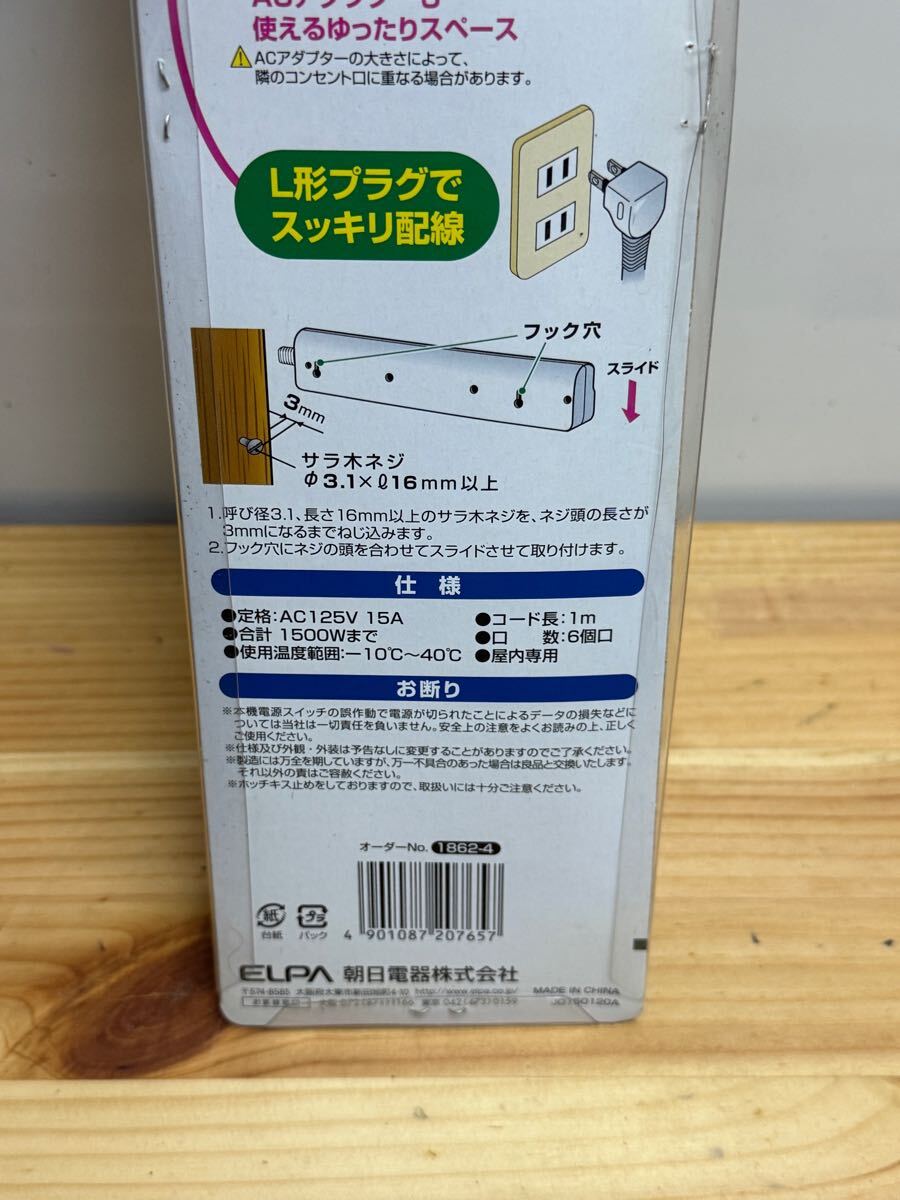 使えるゆったりスペース
⚠ACアダプターの大きさによって、
隣のコンセント口に重なる場合があります。
L形プラグで
スッキリ配線
フック穴
スライド
3mm
サラ木ネジ
φ3.1×ℓ16mm以上
1.呼び径3.1、長さ16mm以上のサラ木ネジを、ネジ頭の長さが
3mmになるまでねじ込みます。
2.フック穴にネジの頭を合わせてスライドさせて取り付けます。
仕様
●定格:AC125V 15A
●合計 1500Wまで
●使用温度範囲:−10℃〜40℃
●コード長:1m
●口　数:6個口
●屋内専用
お断り
※本機電源スイッチの誤作動で電源が切られたことによるデータの損失などに
ついては当社は一切責任を負いません。安全上の注意をよくお読みの上、正しく
ご使用ください。
※仕様及び外観・外装は予告なしに変更することがありますのでご了承ください。
※製造には万全を期していますが、万一不具合のあった場合は良品と交換いたします。
それ以外の責はご容赦ください。
※ホッチキス止めをしておりますので、取扱いには十分ご注意ください。
オーダーNo. 1862-4
紙
台紙
プラ
パック
4 901087 207657
ELPA 朝日電器株式会社
http://www.elpa.co.jp/
MADE IN CHINA